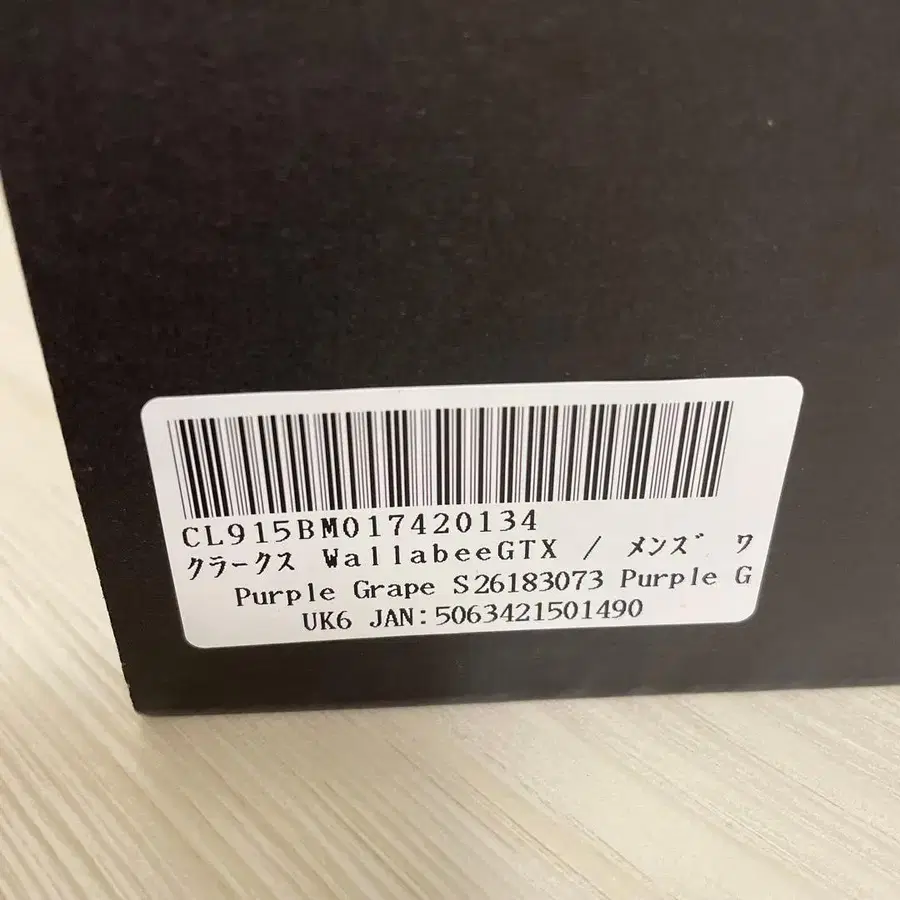 CL915BM017420134
クラークス WallabeeGTX / メンズ ワ
Purple Grape S26183073 Purple G
UK6 JAN:5063421501490